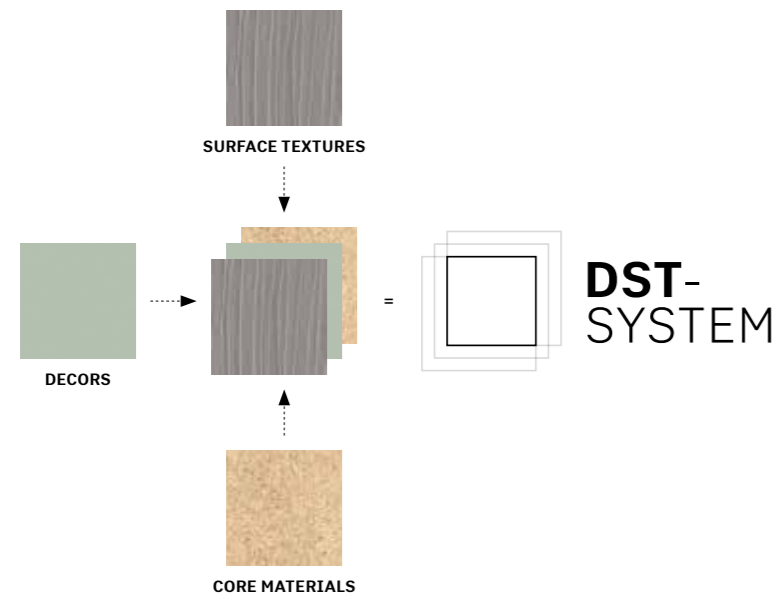 SURFACE TEXTURES
DECORS
=
DST-
SYSTEM
CORE MATERIALS